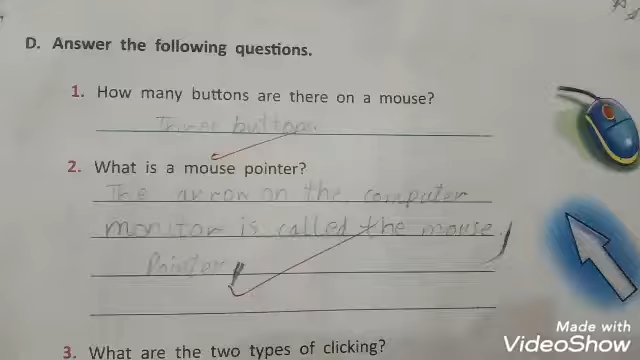 D. Answer the following questions.
1. How many buttons are there on a mouse?
Three buttons.
2. What is a mouse pointer?
The arrow on the computer
monitor is called the mouse
Pointer
3. What are the two types of clicking?
Made with
VideoShow